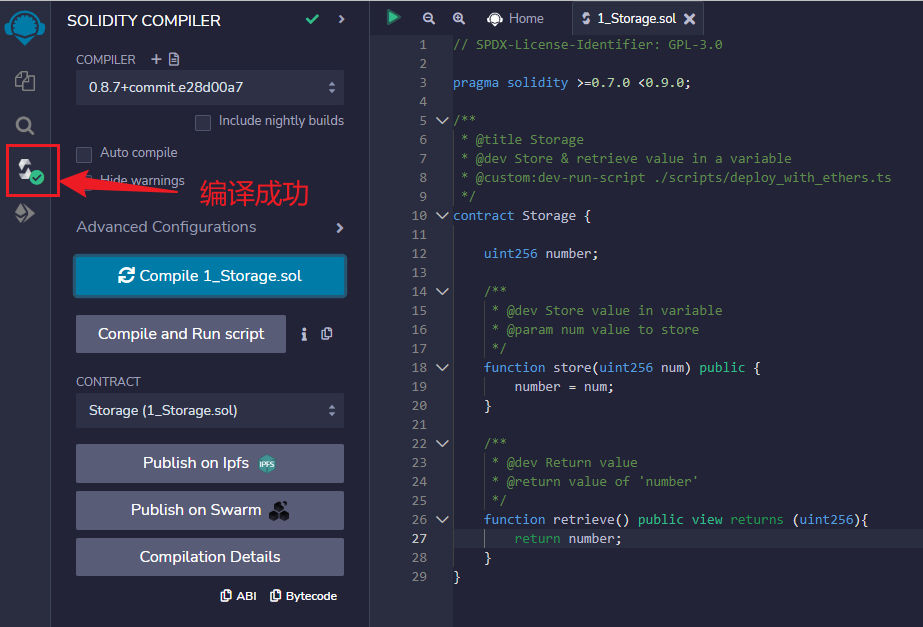 SOLIDITY COMPILER
COMPILER
0.8.7+commit.e28d00a7
Include nightly builds
Auto compile
Hide warnings
编译成功
Advanced Configurations
Compile 1_Storage.sol
Compile and Run script
CONTRACT
Storage (1_Storage.sol)
Publish on Ipfs IPFS
Publish on Swarm
Compilation Details
ABI Bytecode
Home 1_Storage.sol
1 // SPDX-License-Identifier: GPL-3.0
2
3 pragma solidity >=0.7.0 <0.9.0;
4
5 /**
6 * @title Storage
7 * @dev Store & retrieve value in a variable
8 * @custom:dev-run-script ./scripts/deploy_with_ethers.ts
9 */
10 contract Storage {
11
12 uint256 number;
13
14 /**
15 * @dev Store value in variable
16 * @param num value to store
17 */
18 function store(uint256 num) public {
19 number = num;
20 }
21
22 /**
23 * @dev Return value
24 * @return value of 'number'
25 */
26 function retrieve() public view returns (uint256){
27 return number;
28 }
29 }